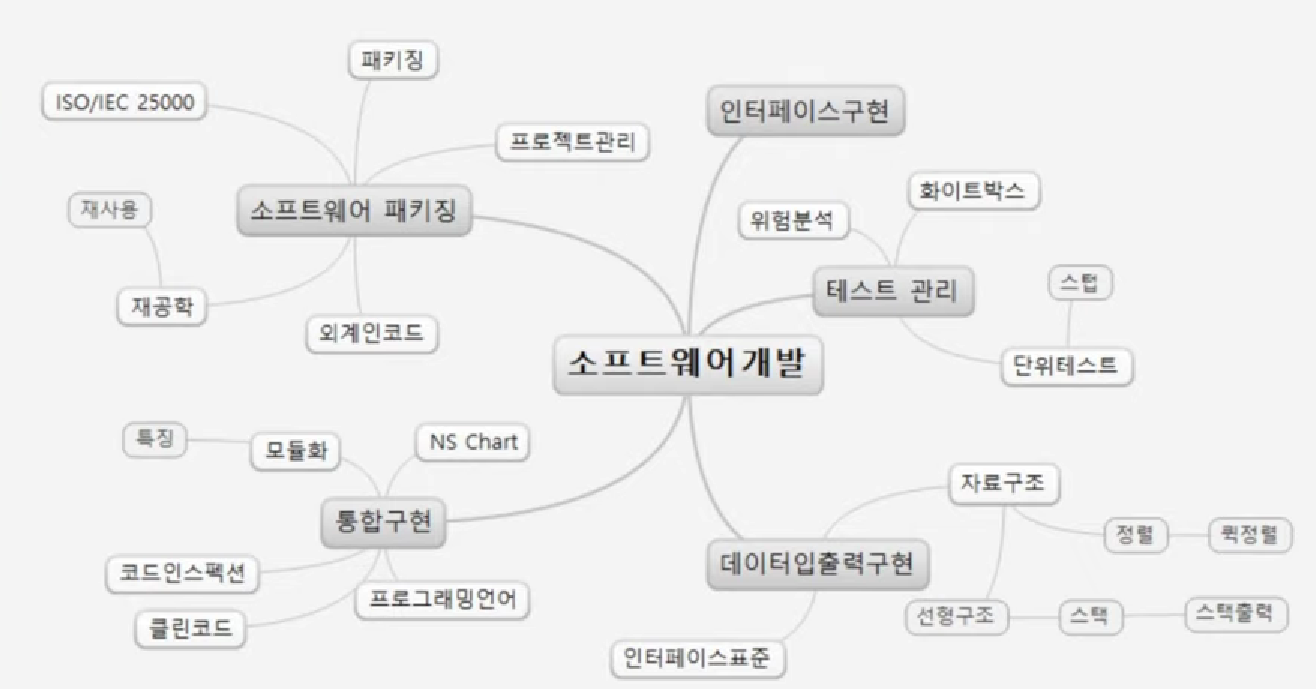 패키징
ISO/IEC 25000
인터페이스구현
프로젝트관리
화이트박스
재사용
소프트웨어 패키징
위험분석
테스트 관리
스텁
재공학
외계인코드
소프트웨어개발
단위테스트
특징
모듈화
NS Chart
자료구조
통합구현
정렬
퀵정렬
데이터입출력구현
코드인스펙션
프로그래밍언어
선형구조
스택
스택출력
클린코드
인터페이스표준